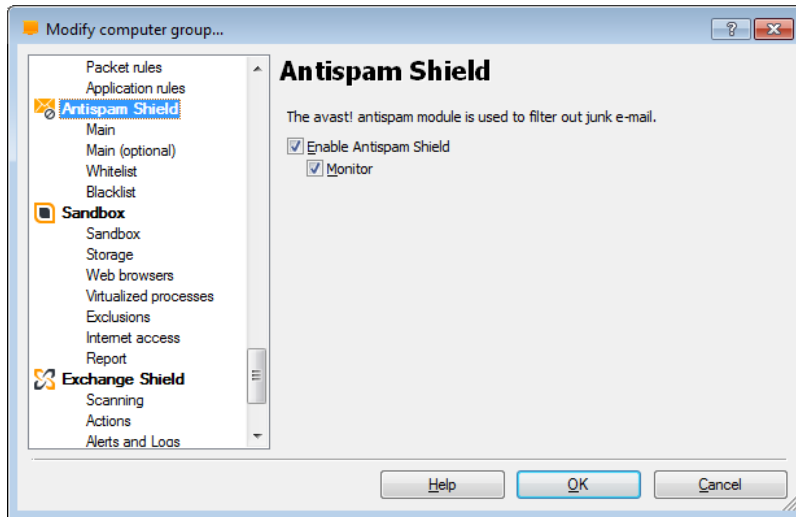 Modify computer group...
Packet rules
Application rules
Antispam Shield
Main
Main (optional)
Whitelist
Blacklist
Sandbox
Sandbox
Storage
Web browsers
Virtualized processes
Exclusions
Internet access
Report
Exchange Shield
Scanning
Actions
Alerts and Logs
Antispam Shield
The avast! antispam module is used to filter out junk e-mail.
Enable Antispam Shield
Monitor
Help
OK
Cancel